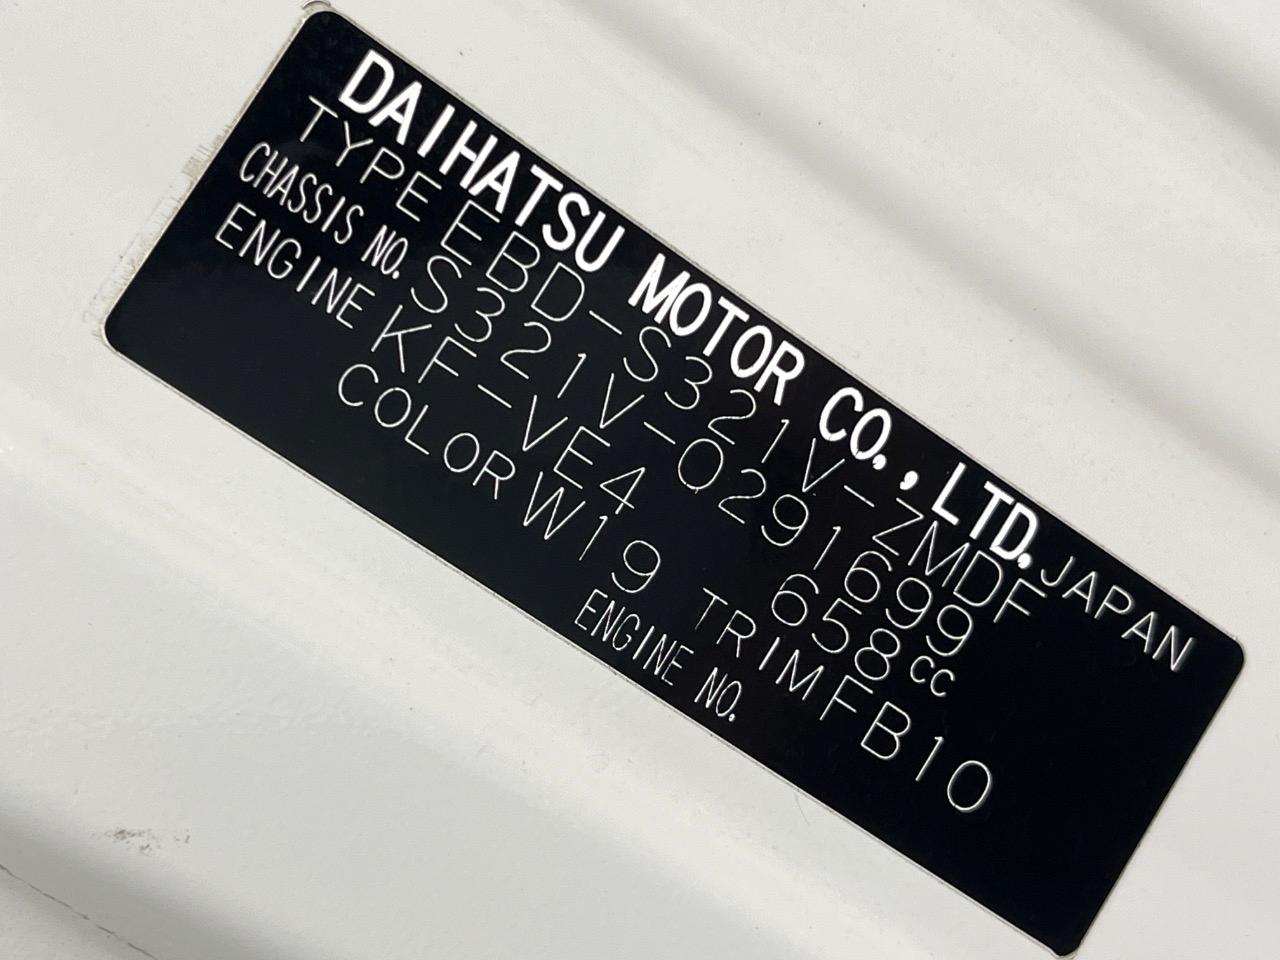 DAIHATSU MOTOR CO., LTD. JAPAN
TYPE EBD-S321V-ZMDF
CHASSIS NO. S321V-0291699
ENGINE KF-VE4 658cc
COLOR W19 TRIM FB10
ENGINE NO.